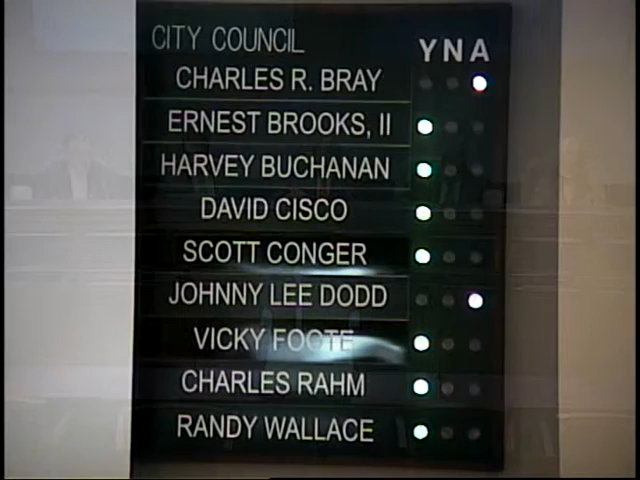 CITY COUNCIL Y N A
CHARLES R. BRAY
ERNEST BROOKS, II
HARVEY BUCHANAN
DAVID CISCO
SCOTT CONGER
JOHNNY LEE DODD
VICKY FOOTE
CHARLES RAHM
RANDY WALLACE